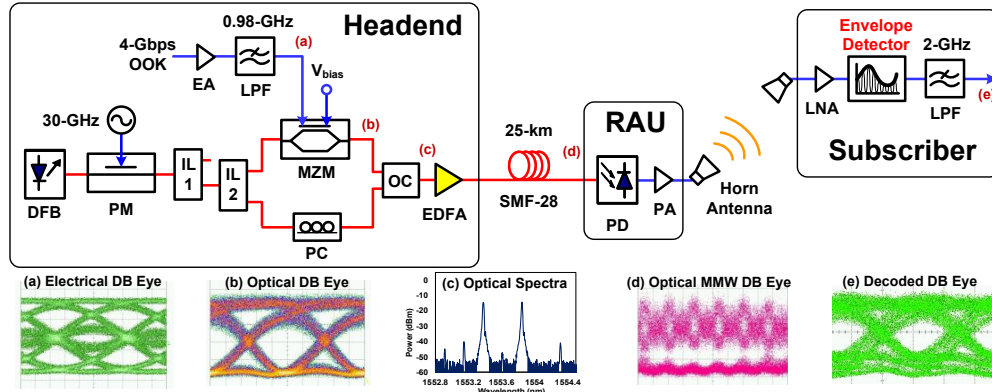 Headend
0.98-GHz
4-Gbps
OOK
(a)
EA
LPF
V_bias
30-GHz
(b)
IL
1
IL
2
MZM
DFB
PM
(c)
OC
EDFA
PC
25-km
(d)
SMF-28
RAU
PD
PA
Horn
Antenna
Envelope
Detector
2-GHz
LNA
LPF
(e)
Subscriber
(a) Electrical DB Eye
(b) Optical DB Eye
(c) Optical Spectra
Power (dBm)
0
-10
-20
-30
-40
-50
-60
1552.8 1553.2 1553.6 1554 1554.4
Wavelength (nm)
(d) Optical MMW DB Eye
(e) Decoded DB Eye